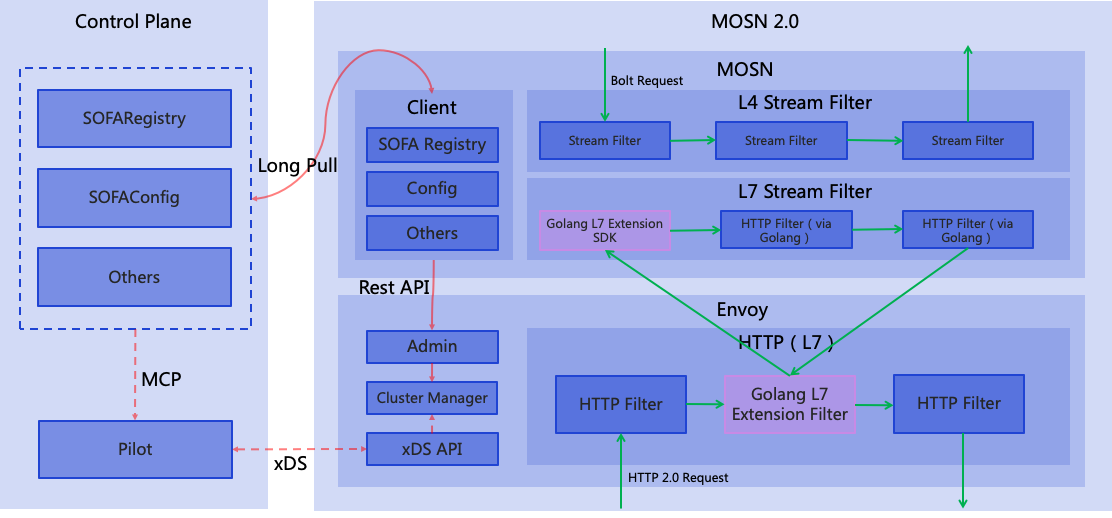 Control Plane
SOFARegistry
SOFAConfig
Others
MCP
Pilot
Long Pull
xDS
MOSN 2.0
MOSN
Client
SOFA Registry
Config
Others
Rest API
Bolt Request
L4 Stream Filter
Stream Filter
Stream Filter
Stream Filter
L7 Stream Filter
Golang L7 Extension
SDK
HTTP Filter ( via
Golang )
HTTP Filter ( via
Golang )
Envoy
Admin
Cluster Manager
xDS API
HTTP ( L7 )
HTTP Filter
Golang L7
Extension Filter
HTTP Filter
HTTP 2.0 Request